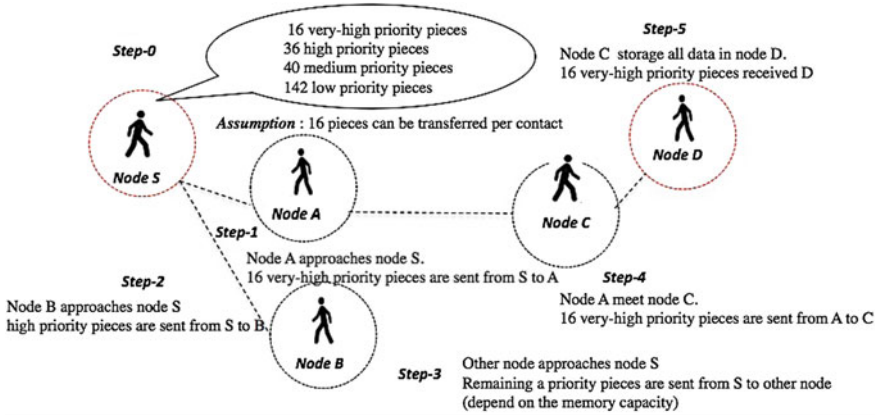 Step-0
16 very-high priority pieces
36 high priority pieces
40 medium priority pieces
142 low priority pieces
Step-5
Node C storage all data in node D.
16 very-high priority pieces received D
Assumption : 16 pieces can be transferred per contact
Node S
Node A
Node C
Node D
Step-1
Node A approaches node S.
16 very-high priority pieces are sent from S to A
Step-2
Node B approaches node S
high priority pieces are sent from S to B
Node B
Step-4
Node A meet node C.
16 very-high priority pieces are sent from A to C
Step-3
Other node approaches node S
Remaining a priority pieces are sent from S to other node
(depend on the memory capacity)